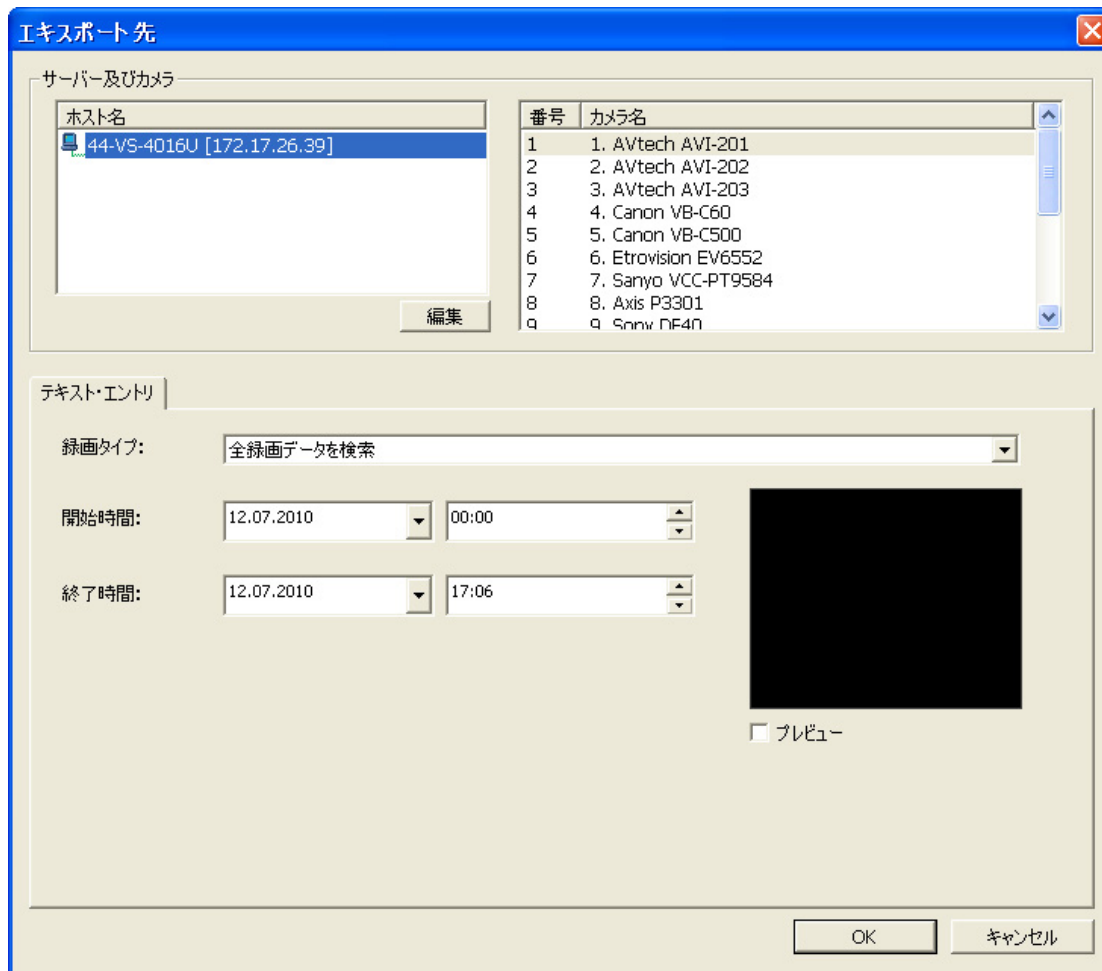 エキスポート先
サーバー及びカメラ
ホスト名
44-VS-4016U [172.17.26.39]
編集
番号 カメラ名
1 1. AVtech AVI-201
2 2. AVtech AVI-202
3 3. AVtech AVI-203
4 4. Canon VB-C60
5 5. Canon VB-C500
6 6. Etrovision EV6552
7 7. Sanyo VCC-PT9584
8 8. Axis P3301
9 9. Sony DF40
テキスト・エントリ
録画タイプ: 全録画データを検索
開始時間: 12.07.2010 00:00
終了時間: 12.07.2010 17:06
プレビュー
OK キャンセル